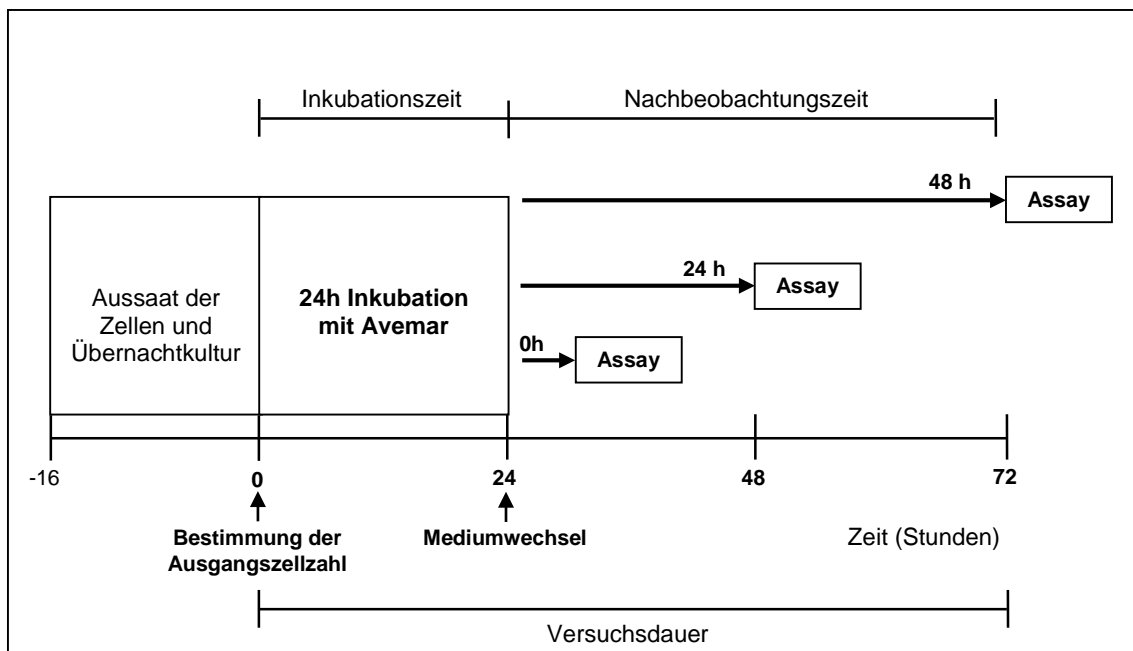 Inkubationszeit
Nachbeobachtungszeit
48 h
Assay
24 h
Assay
0h
Assay
Aussaat der
Zellen und
Übernachtkultur
24h Inkubation
mit Avemar
-16
0
24
48
72
Bestimmung der
Ausgangszellzahl
Mediumwechsel
Zeit (Stunden)
Versuchsdauer